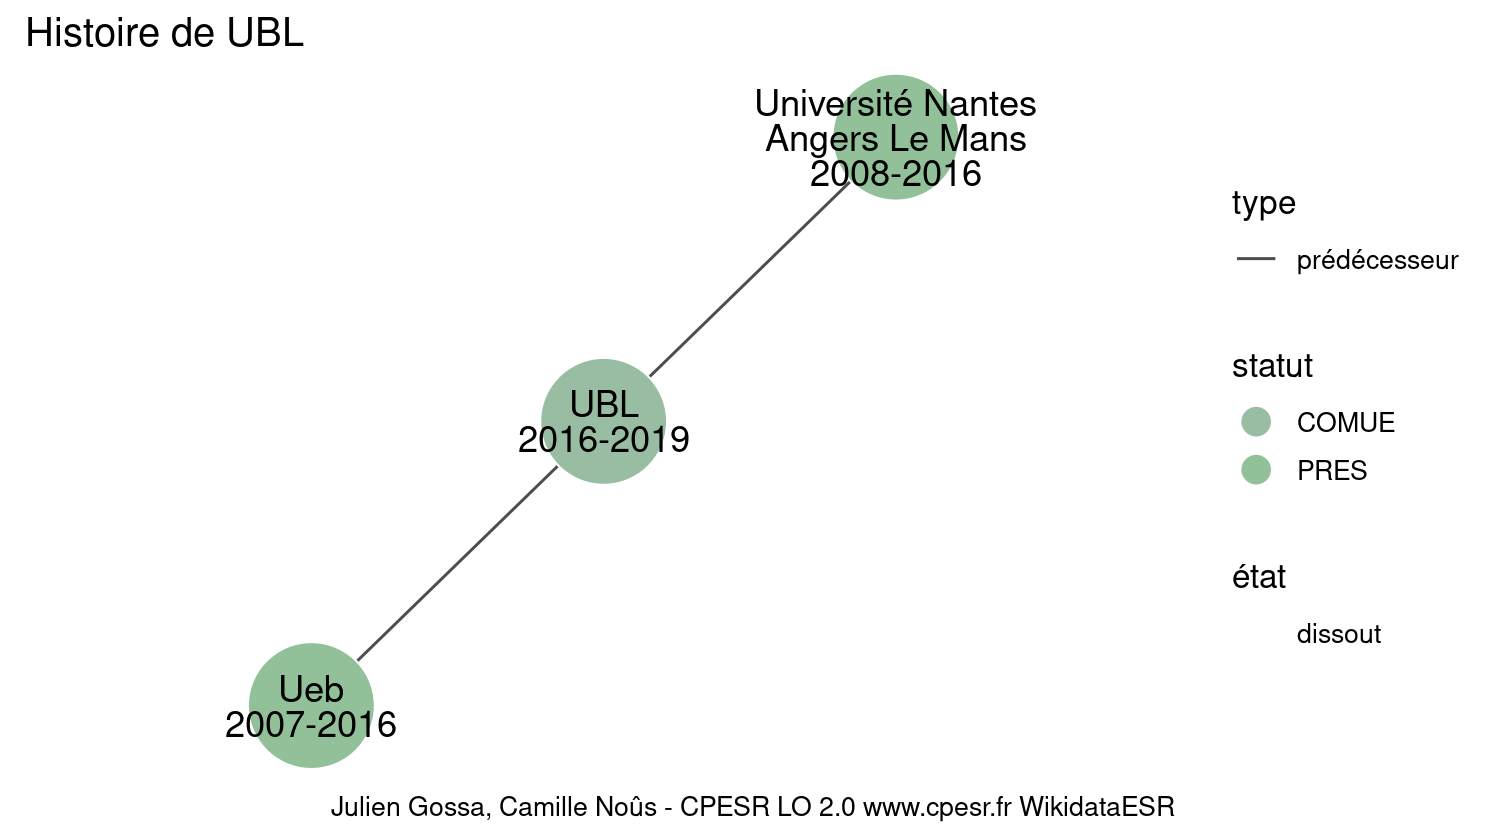 Histoire de UBL
Université Nantes
Angers Le Mans
2008-2016
UBL
2016-2019
Ueb
2007-2016
type
prédécesseur
statut
COMUE
PRES
état
dissout
Julien Gossa, Camille Noûs - CPESR LO 2.0 www.cpesr.fr WikidataESR